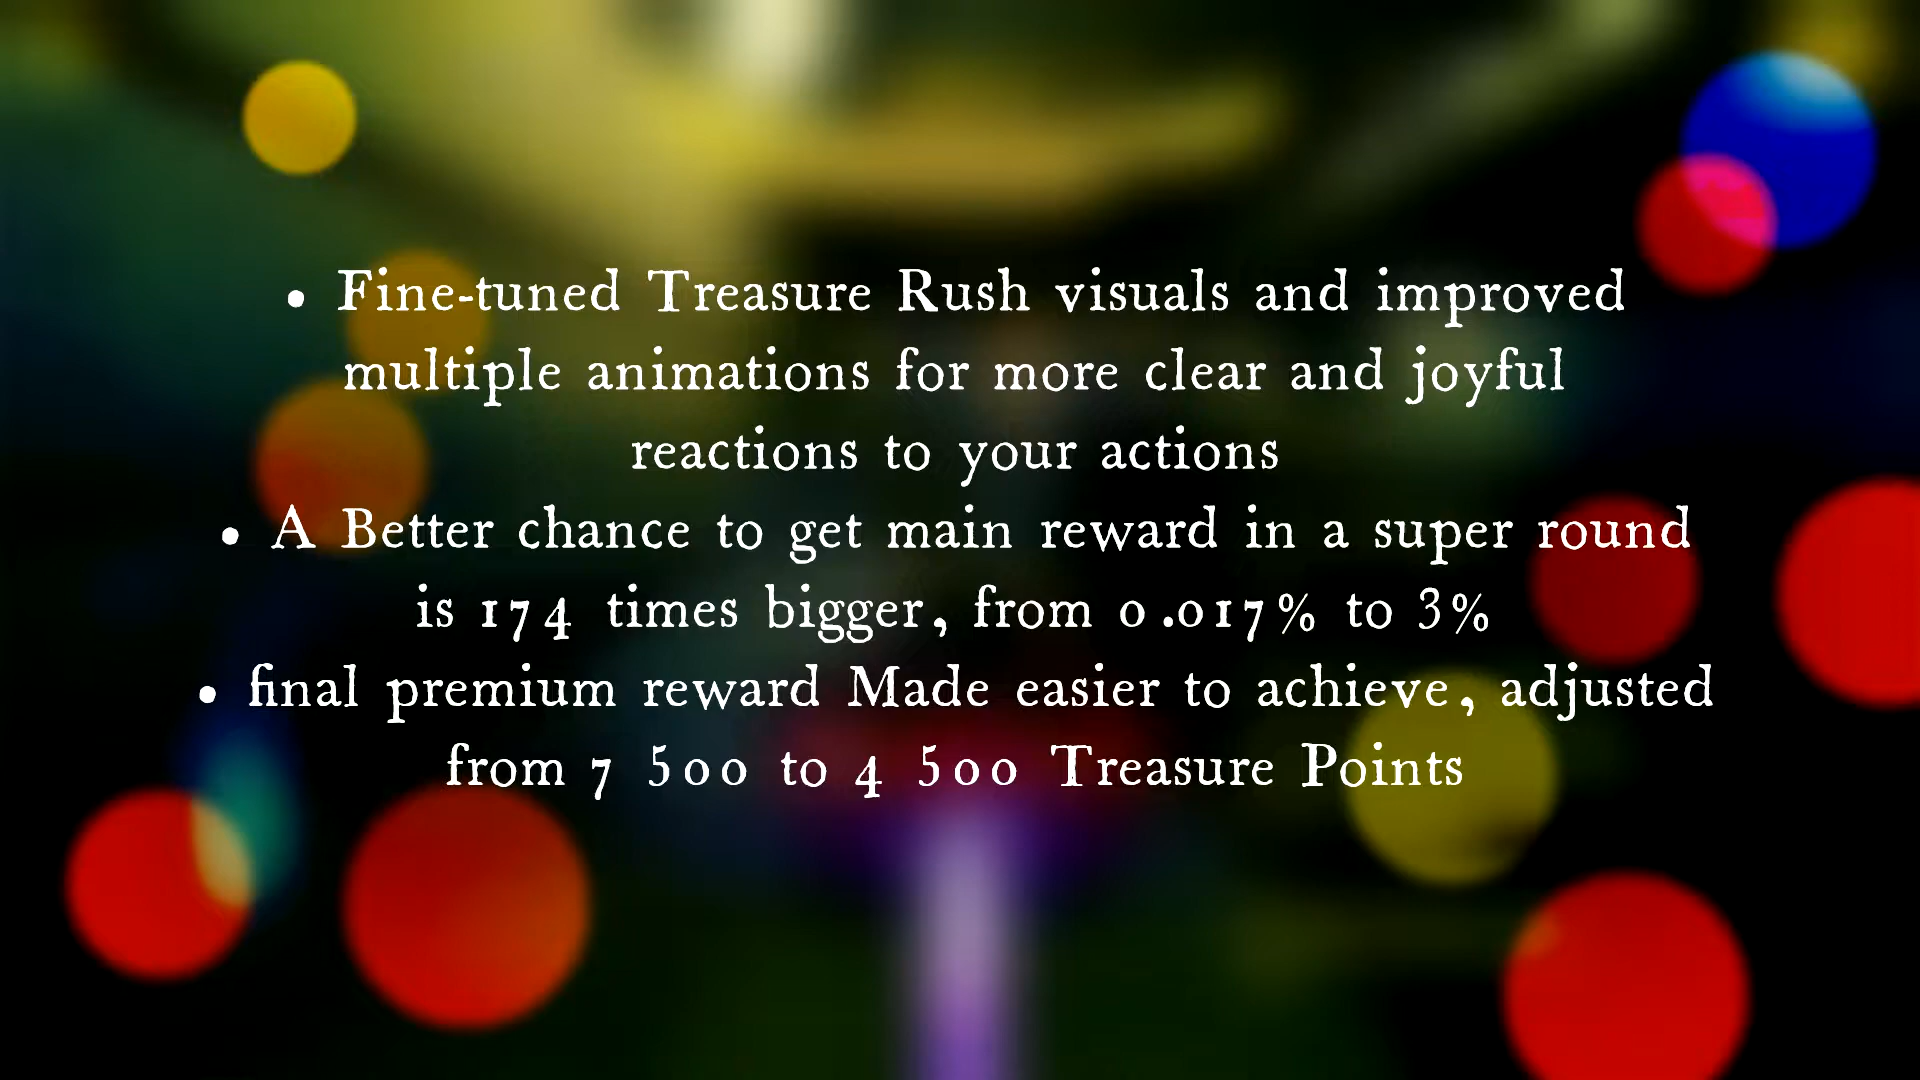 • Fine-tuned Treasure Rush visuals and improved
multiple animations for more clear and joyful
reactions to your actions
• A Better chance to get main reward in a super round
is 174 times bigger, from 0.017% to 3%
• final premium reward Made easier to achieve, adjusted
from 7 500 to 4 500 Treasure Points